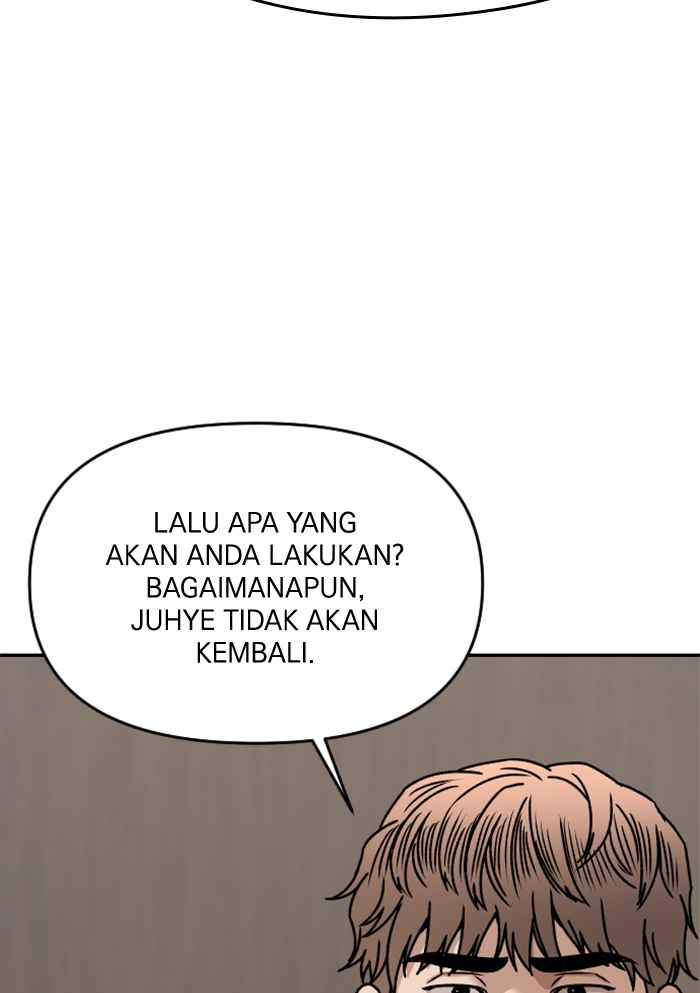 LALU APA YANG
AKAN ANDA LAKUKAN?
BAGAIMANAPUN,
JUHYE TIDAK AKAN
KEMBALI.